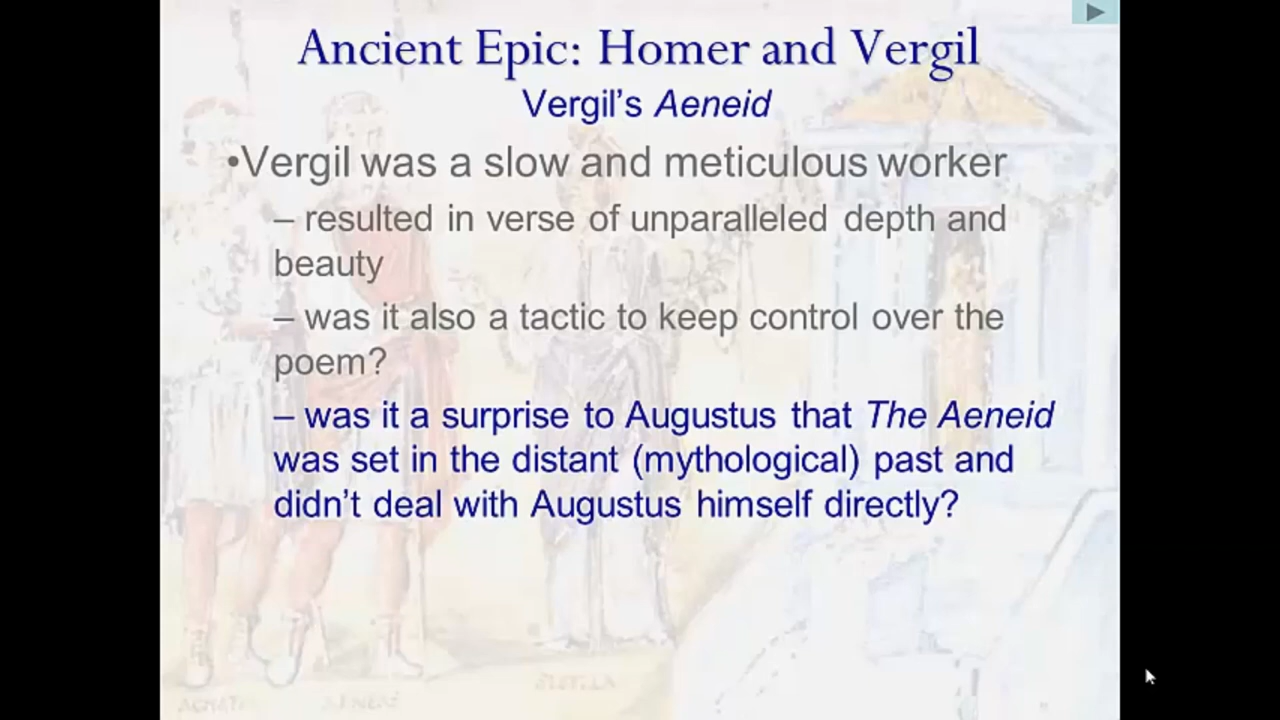 Ancient Epic: Homer and Vergil
Vergil’s Aeneid
•Vergil was a slow and meticulous worker
– resulted in verse of unparalleled depth and
beauty
– was it also a tactic to keep control over the
poem?
– was it a surprise to Augustus that The Aeneid
was set in the distant (mythological) past and
didn’t deal with Augustus himself directly?